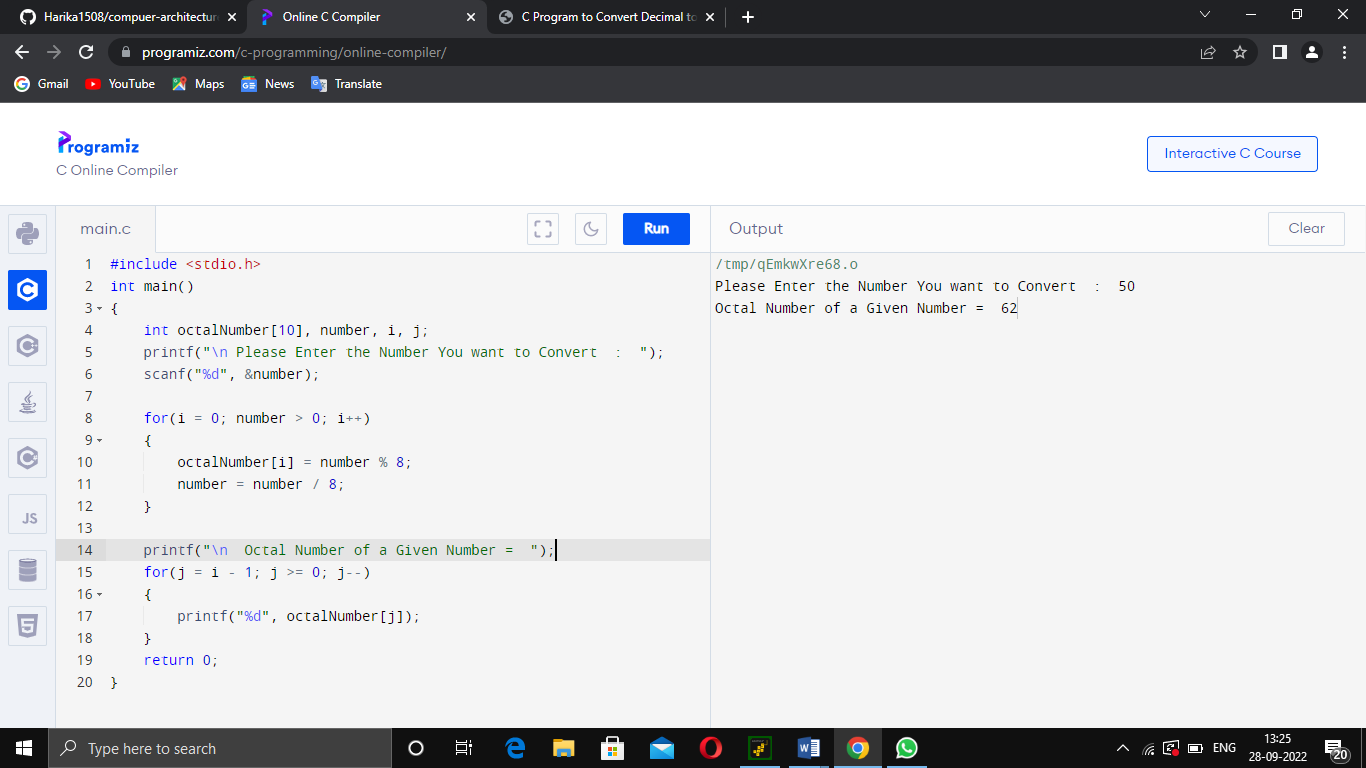 Harika1508/compuer-architectur
Online C Compiler
C Program to Convert Decimal to
programiz.com/c-programming/online-compiler/
Gmail YouTube Maps News Translate
Programiz
C Online Compiler
Interactive C Course
main.c
Run
Output
Clear
1 #include <stdio.h>
2 int main()
3 {
4 int octalNumber[10], number, i, j;
5 printf("\n Please Enter the Number You want to Convert  :  ");
6 scanf("%d", &number);
7
8 for(i = 0; number > 0; i++)
9 {
10 octalNumber[i] = number % 8;
11 number = number / 8;
12 }
13
14 printf("\n  Octal Number of a Given Number =  ");
15 for(j = i - 1; j >= 0; j--)
16 {
17 printf("%d", octalNumber[j]);
18 }
19 return 0;
20 }
/tmp/qEmkwXre68.o
Please Enter the Number You want to Convert  :  50
Octal Number of a Given Number =  62
JS
Type here to search
ENG
13:25
28-09-2022
20